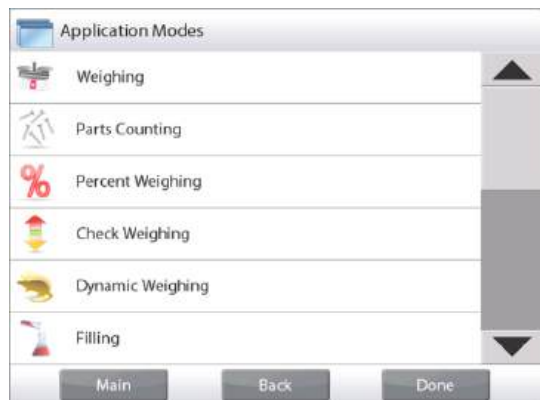 Application Modes
Weighing
Parts Counting
% Percent Weighing
Check Weighing
Dynamic Weighing
Filling
Main Back Done